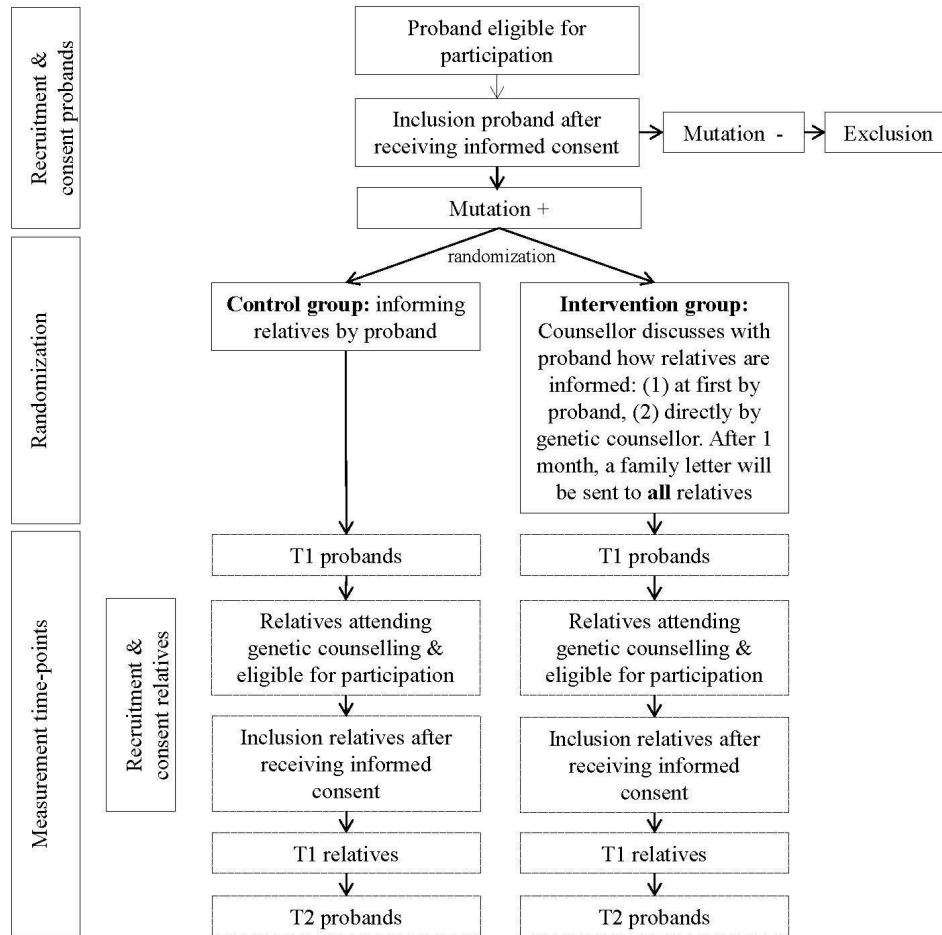 Recruitment &
consent probands
Proband eligible for
participation
Inclusion proband after
receiving informed consent
Mutation -
Exclusion
Mutation +
randomization
Randomization
Control group: informing
relatives by proband
Intervention group:
Counsellor discusses with
proband how relatives are
informed: (1) at first by
proband, (2) directly by
genetic counsellor. After 1
month, a family letter will
be sent to all relatives
Measurement time-points
Recruitment &
consent relatives
T1 probands
Relatives attending
genetic counselling &
eligible for participation
Inclusion relatives after
receiving informed
consent
T1 relatives
T2 probands
T1 probands
Relatives attending
genetic counselling &
eligible for participation
Inclusion relatives after
receiving informed
consent
T1 relatives
T2 probands